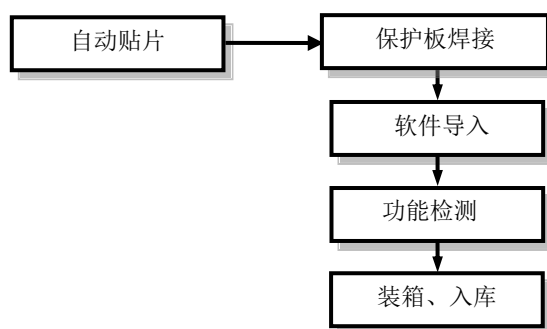 自动贴片
保护板焊接
软件导入
功能检测
装箱、入库